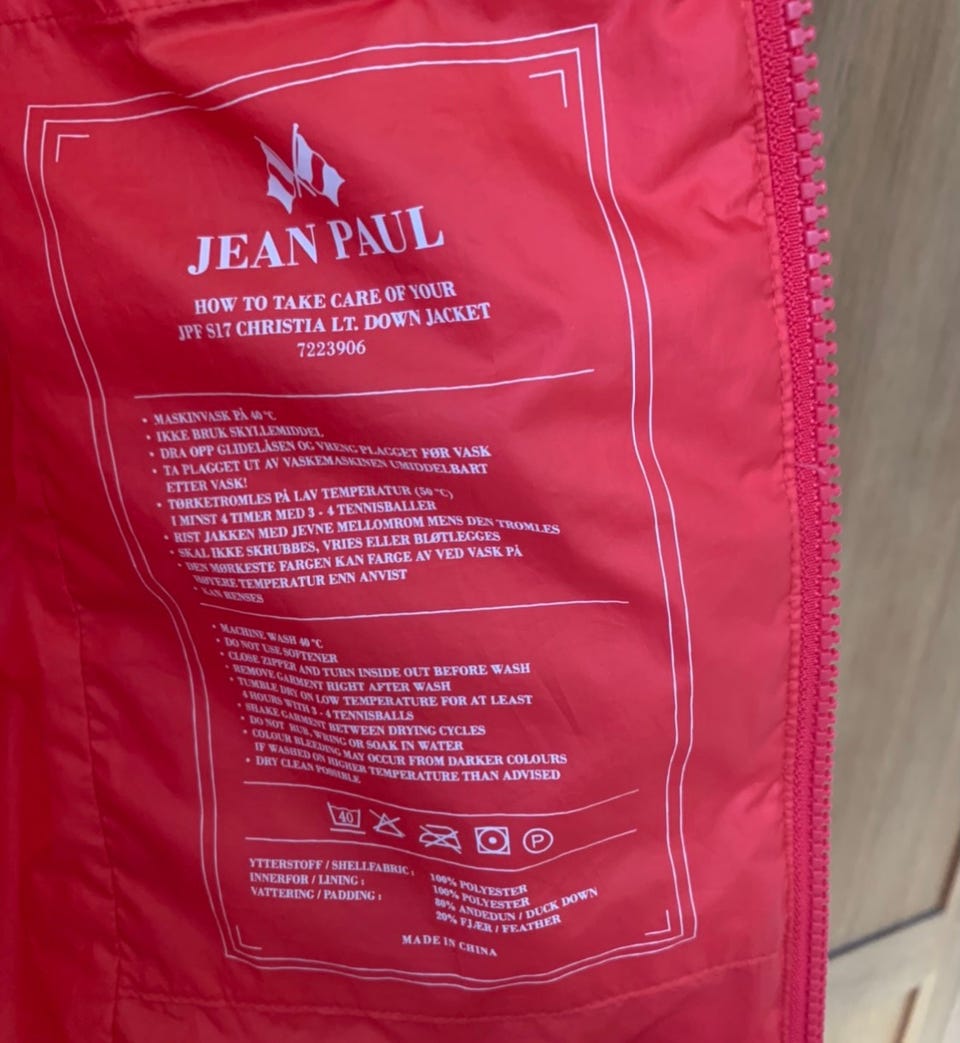 JEAN PAUL
HOW TO TAKE CARE OF YOUR
JPF S17 CHRISTIA LT. DOWN JACKET
7223906
• MASKINVASK PÅ 40 °C
• IKKE BRUK SKYLLEMIDDEL
• DRA OPP GLIDELÅSEN OG VRENG PLAGGET FØR VASK
• TA PLAGGET UT AV VASKEMASKINEN UMIDDELBART
ETTER VASK!
• TØRKETROMLES PÅ LAV TEMPERATUR (50 °C)
I MINST 4 TIMER MED 3 - 4 TENNISBALLER
• RIST JAKKEN MED JEVNE MELLOMROM MENS DEN TROMLES
• SKAL IKKE SKRUBBES, VRIES ELLER BLØTLEGGES
• DEN MØRKESTE FARGEN KAN FARGE AV VED VASK PÅ
HØYERE TEMPERATUR ENN ANVIST
• KAN RENSES
• MACHINE WASH 40 °C
• DO NOT USE SOFTENER
• CLOSE ZIPPER AND TURN INSIDE OUT BEFORE WASH
• REMOVE GARMENT RIGHT AFTER WASH
• TUMBLE DRY ON LOW TEMPERATURE FOR AT LEAST
4 HOURS WITH 3 - 4 TENNISBALLS
• SHAKE GARMENT BETWEEN DRYING CYCLES
• DO NOT RUB, WRING OR SOAK IN WATER
• COLOUR BLEEDING MAY OCCUR FROM DARKER COLOURS
IF WASHED ON HIGHER TEMPERATURE THAN ADVISED
• DRY CLEAN POSSIBLE
40 P
YTTERSTOFF / SHELLFABRIC : 100% POLYESTER
INNERFOR / LINING : 100% POLYESTER
VATTERING / PADDING : 80% ANDEDUN / DUCK DOWN
20% FJÆR / FEATHER
MADE IN CHINA